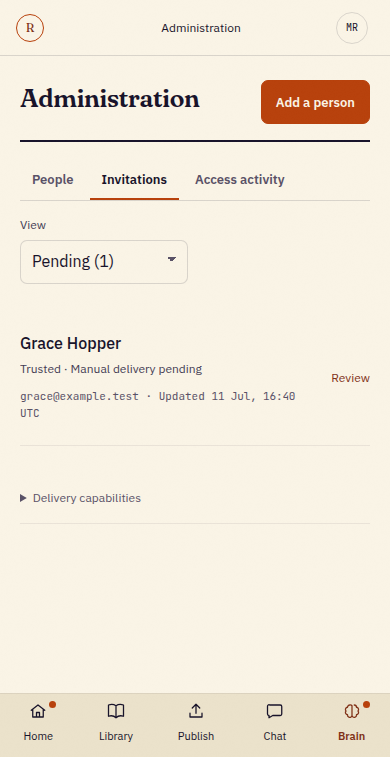 R
Administration
MR
Administration
Add a person
People
Invitations
Access activity
View
Pending (1)
Grace Hopper
Trusted · Manual delivery pending
grace@example.test · Updated 11 Jul, 16:40
UTC
Review
Delivery capabilities
Home
Library
Publish
Chat
Brain